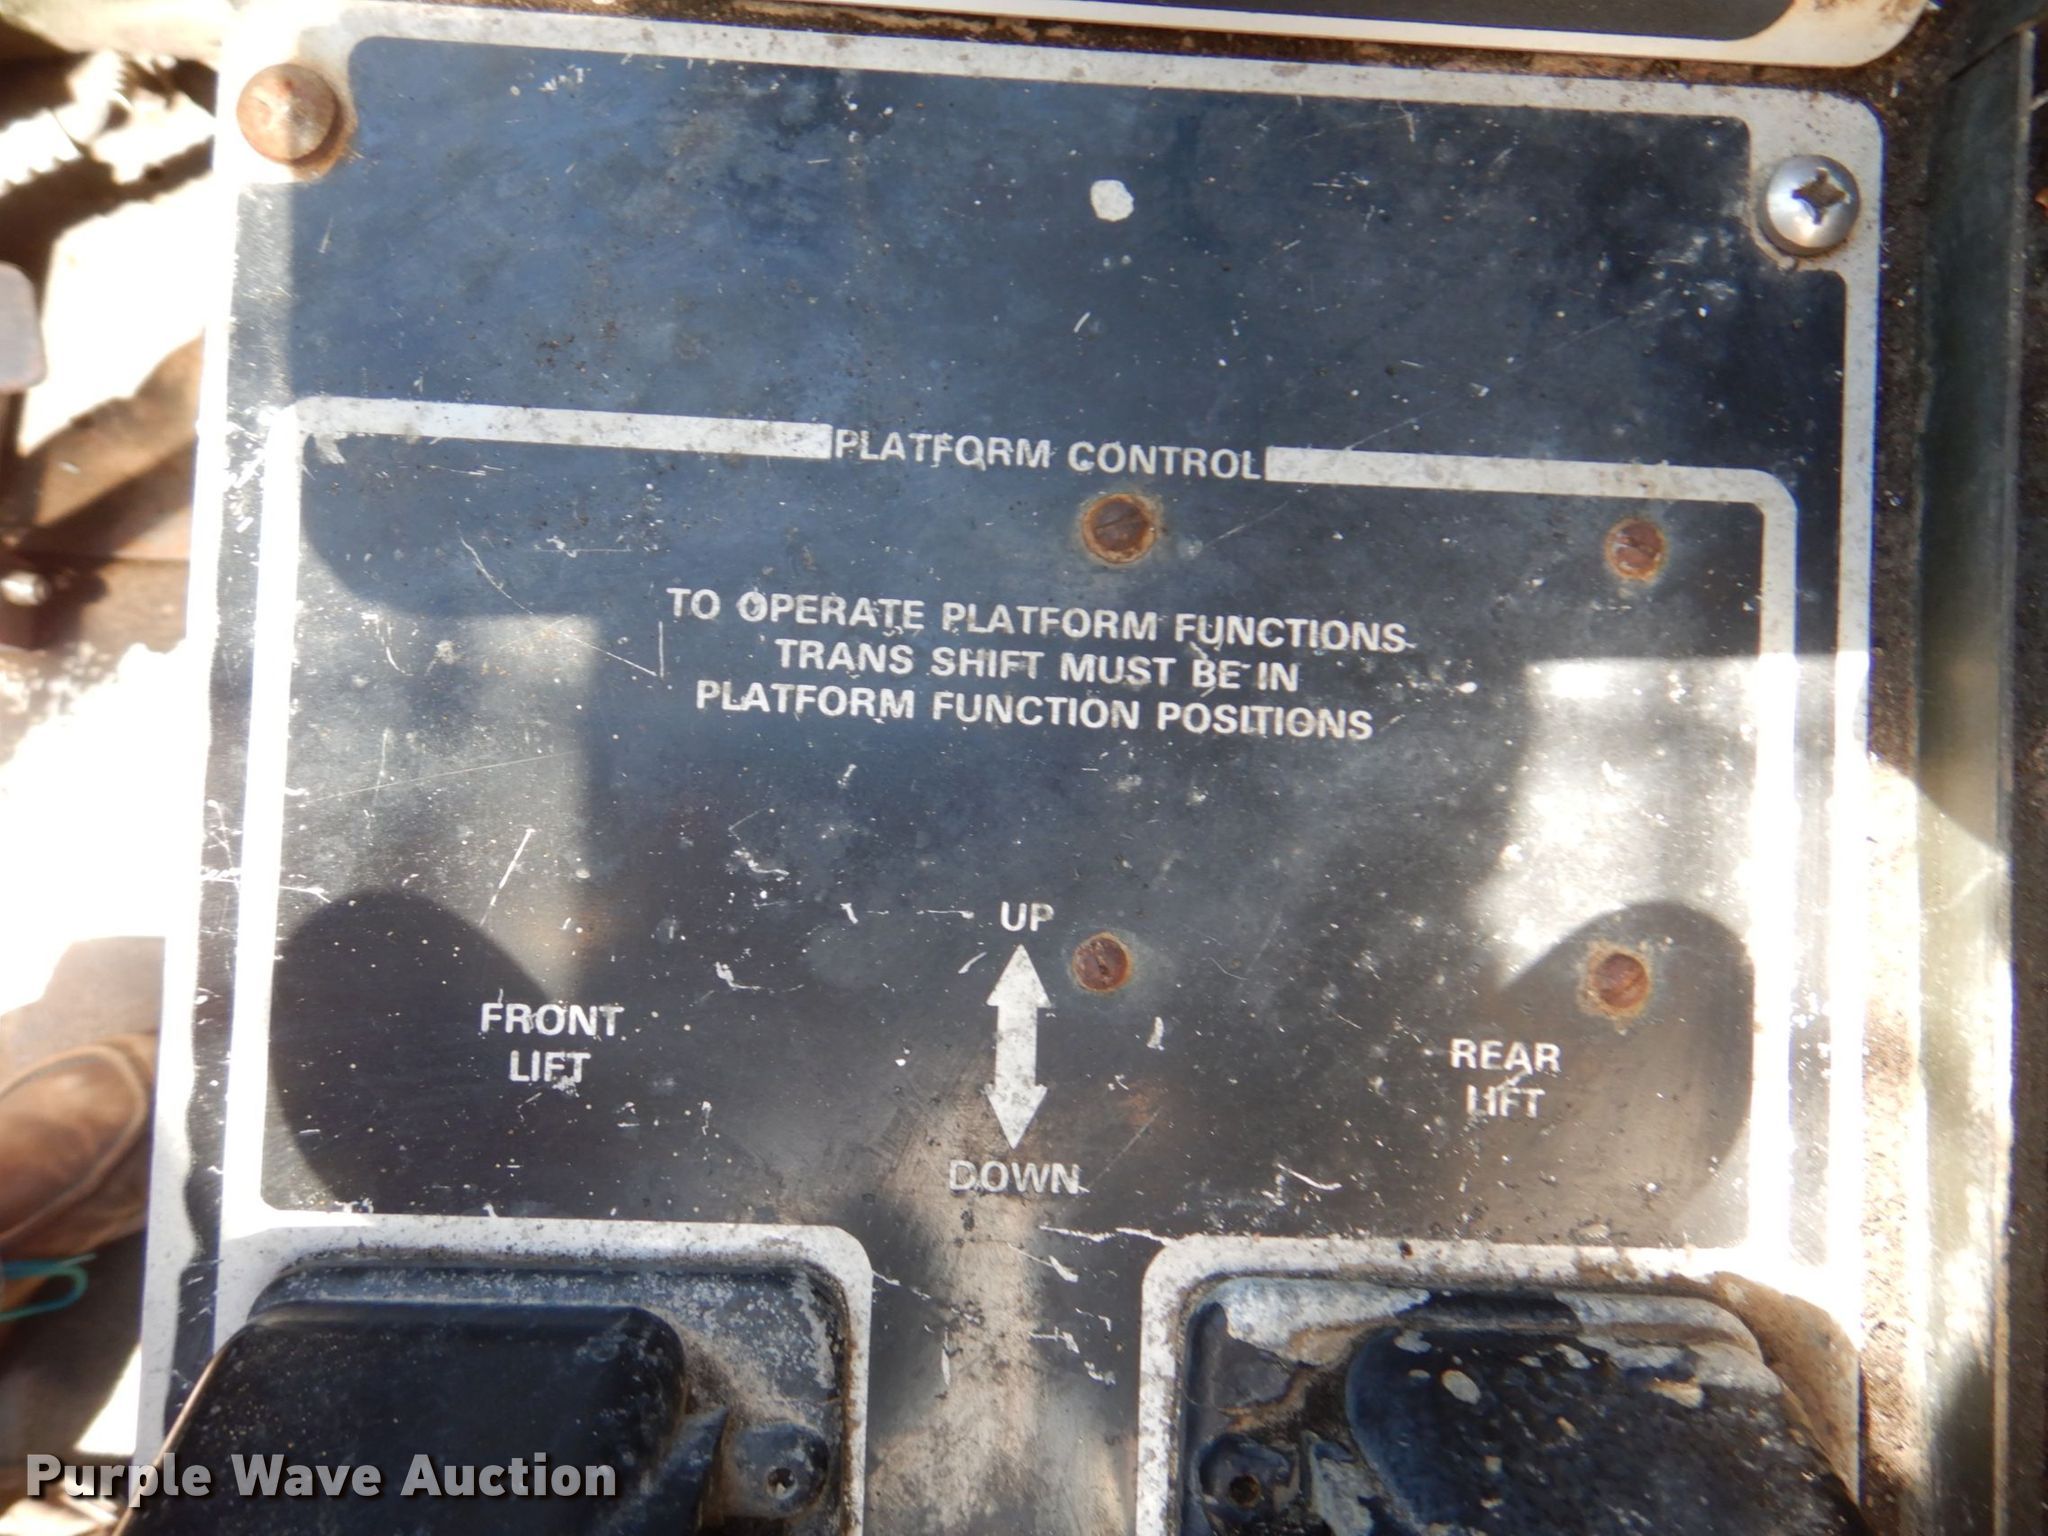 PLATFORM CONTROL
TO OPERATE PLATFORM FUNCTIONS
TRANS SHIFT MUST BE IN
PLATFORM FUNCTION POSITIONS
UP
FRONT
LIFT
REAR
LIFT
DOWN
Purple Wave Auction